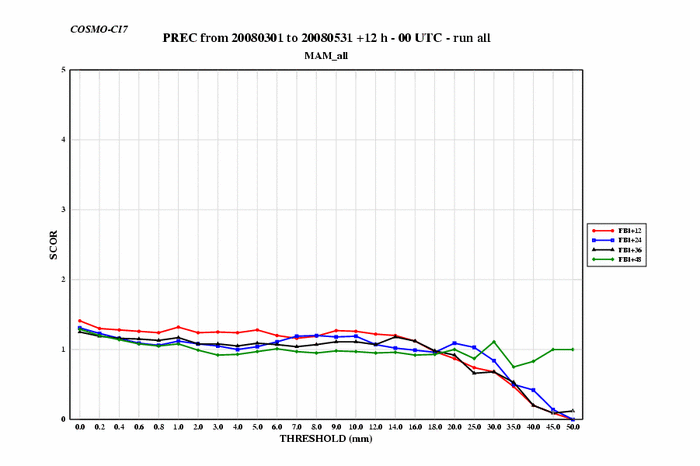 COSMO-C17
PREC from 20080301 to 20080531 +12 h - 00 UTC - run all
MAM_all
5
4
3
2
1
0
SCOR
FBI+12
FBI+24
FBI+36
FBI+48
0.0 0.2 0.4 0.6 0.8 1.0 2.0 3.0 4.0 5.0 6.0 7.0 8.0 9.0 10.0 12.0 14.0 16.0 18.0 20.0 25.0 30.0 35.0 40.0 45.0 50.0
THRESHOLD (mm)